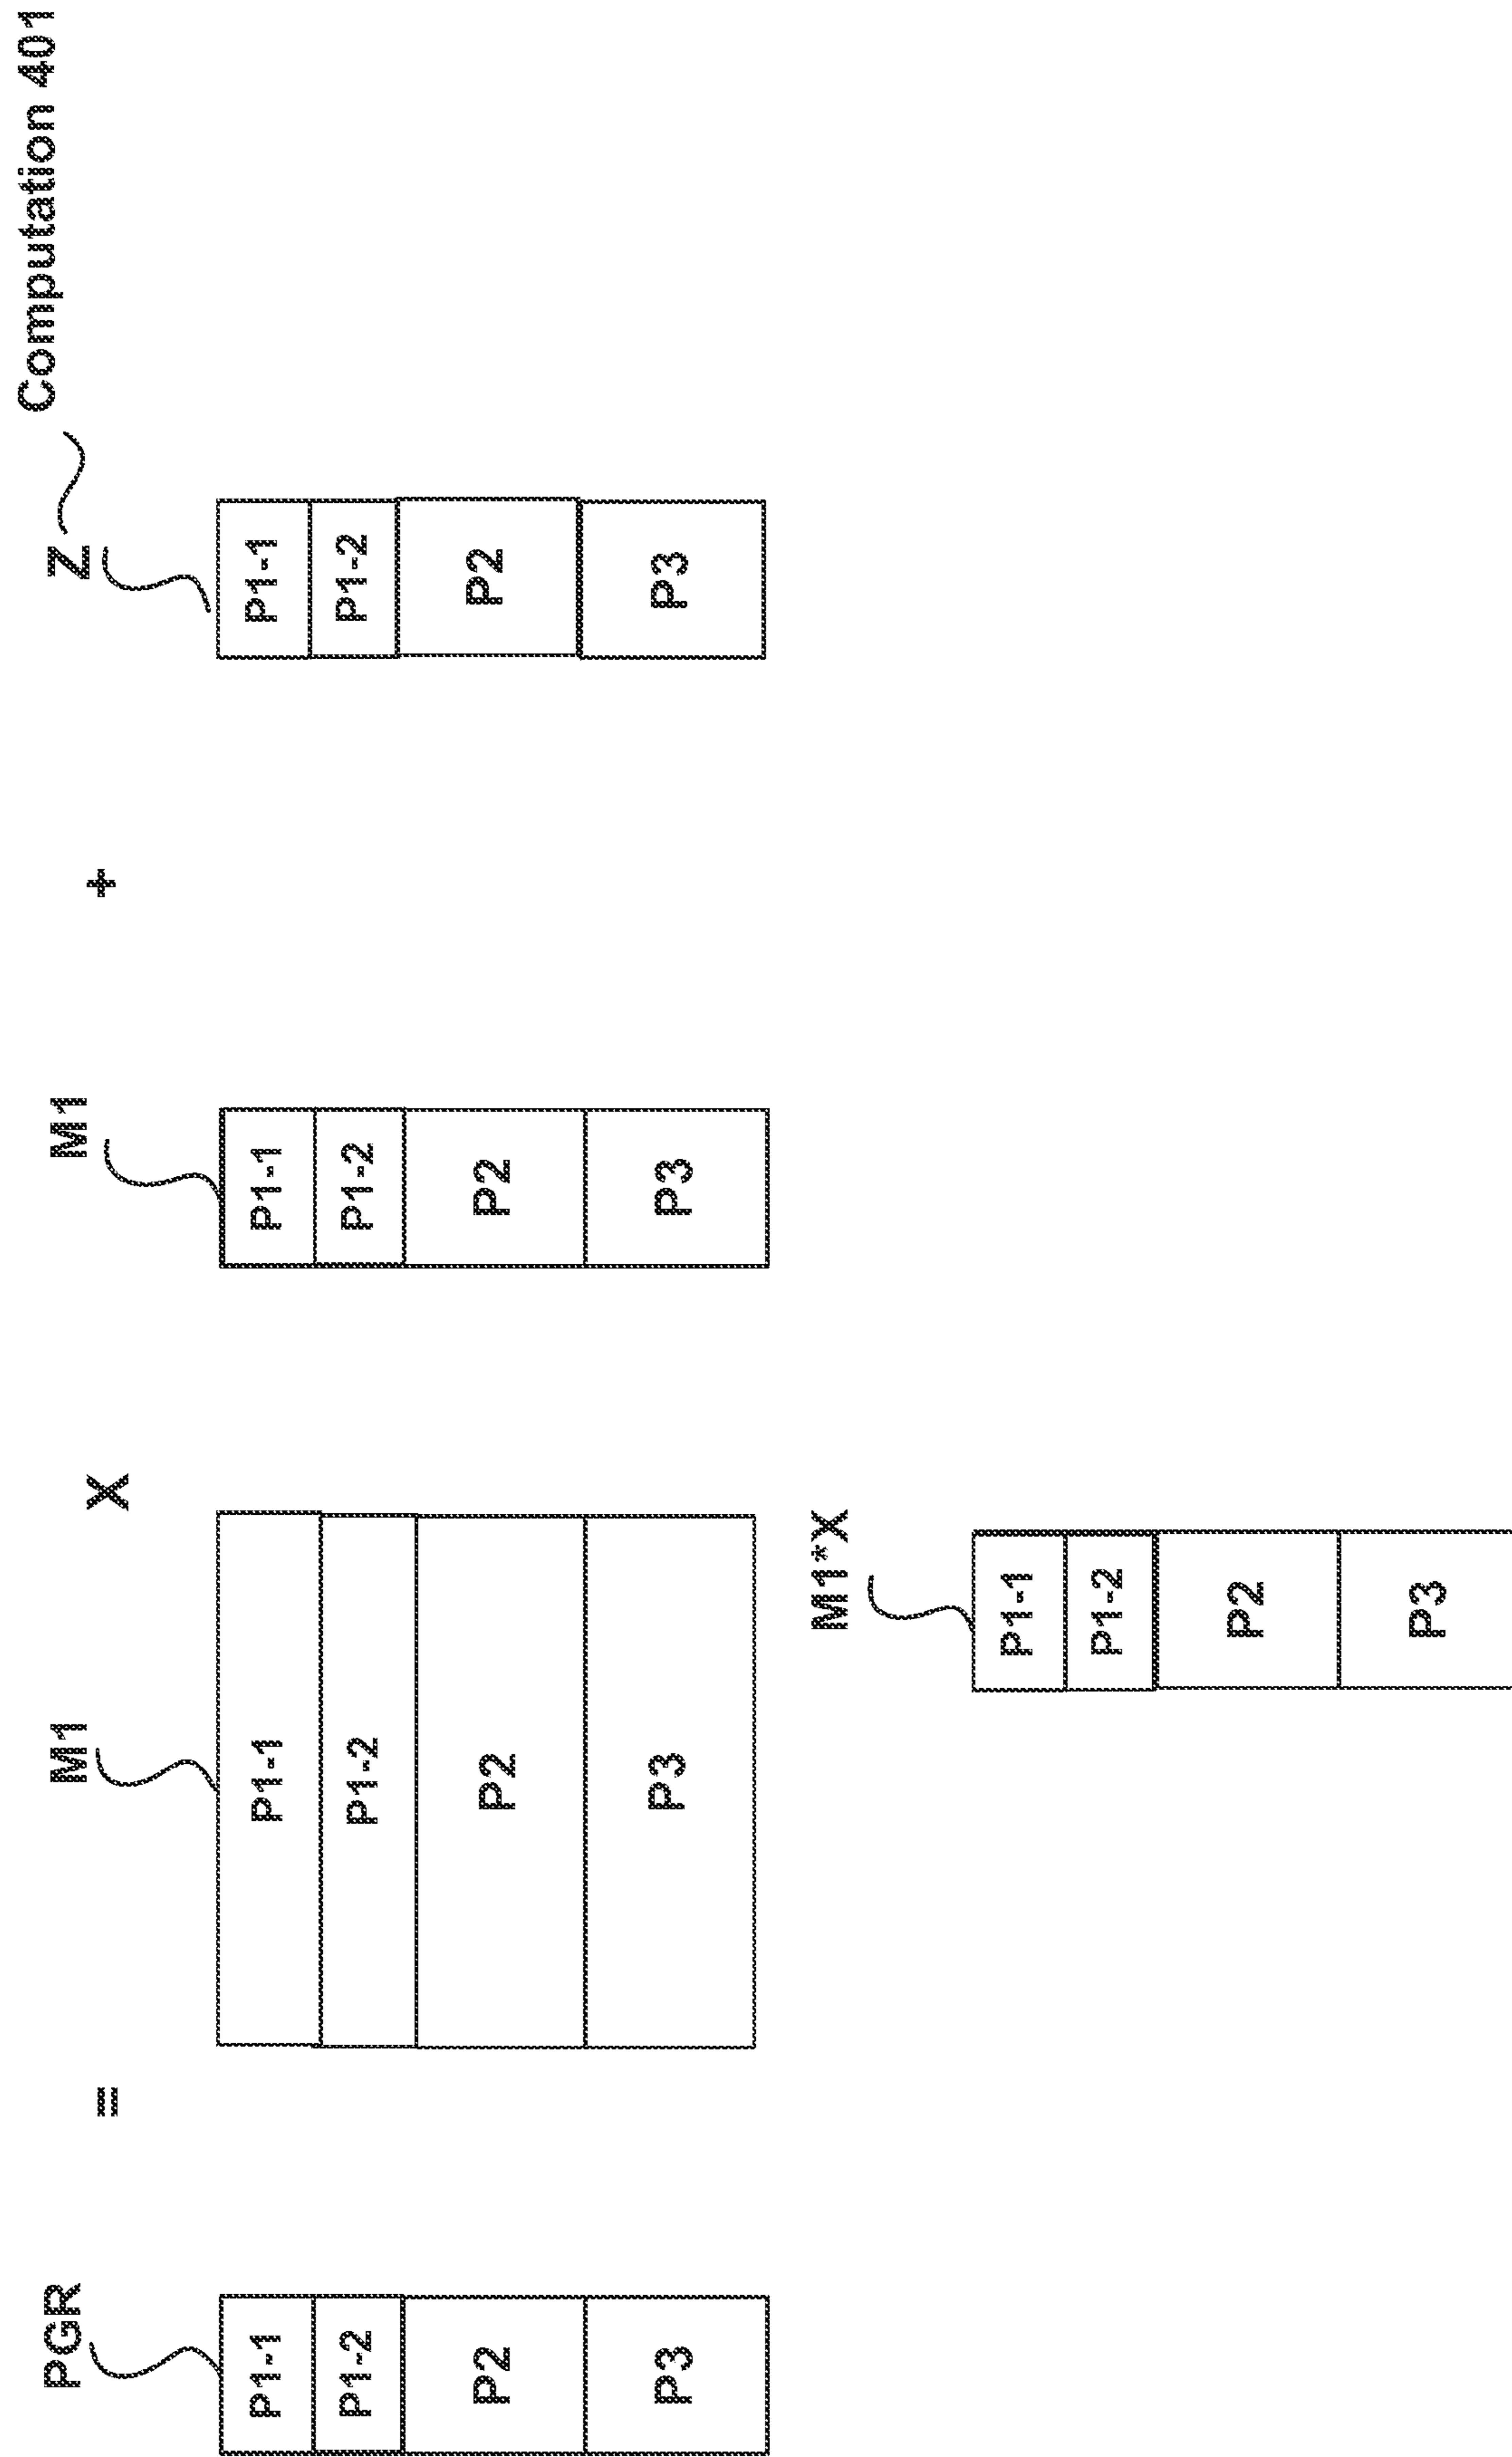 Computation 401
PGR = M1 X M1 + Z
P1-1 P1-1 P1-1 P1-1
P1-2 P1-2 P1-2 P1-2
P2 P2 P2 P2
P3 P3 P3 P3
M1*X
P1-1
P1-2
P2
P3